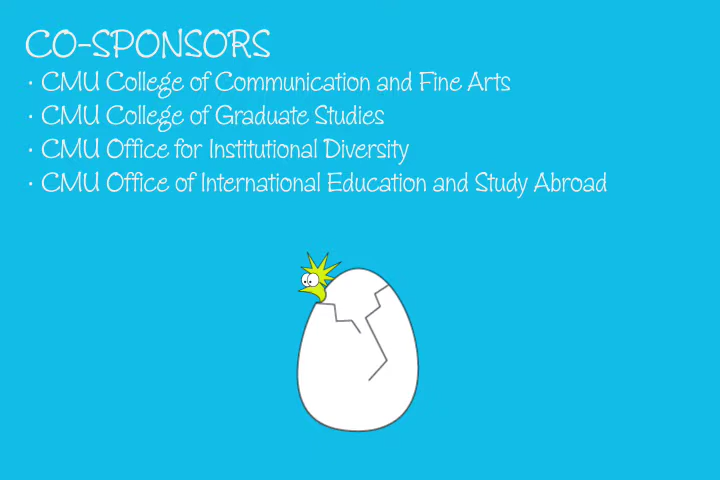 CO-SPONSORS
• CMU College of Communication and Fine Arts
• CMU College of Graduate Studies
• CMU Office for Institutional Diversity
• CMU Office of International Education and Study Abroad